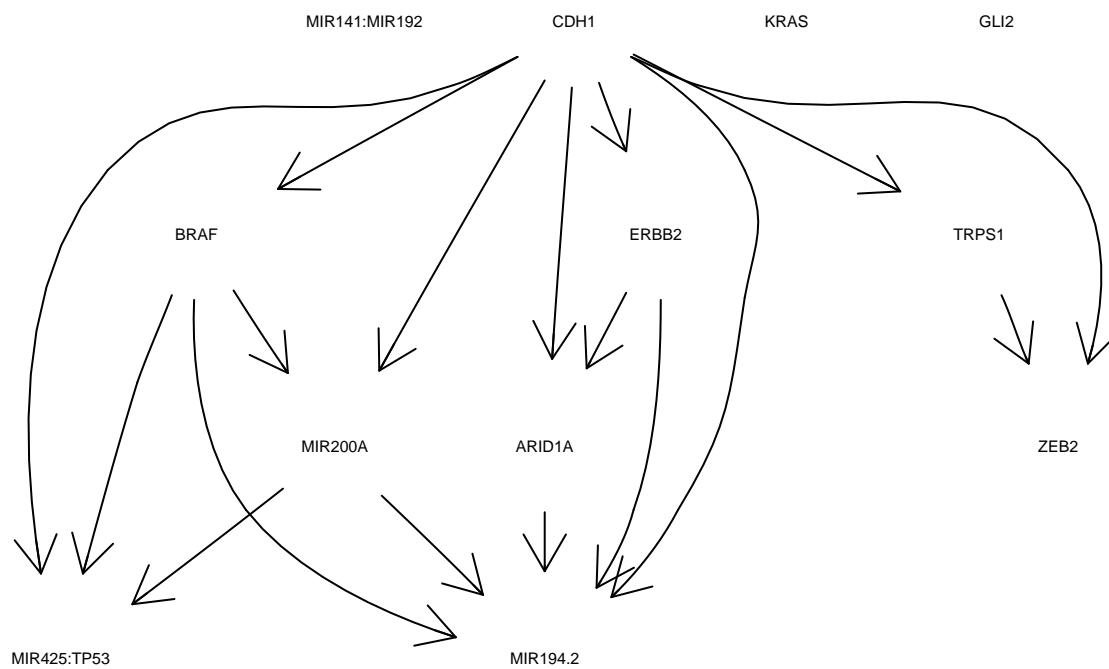 MIR141:MIR192 CDH1 KRAS GLI2
BRAF ERBB2 TRPS1
MIR200A ARID1A ZEB2
MIR425:TP53 MIR194.2